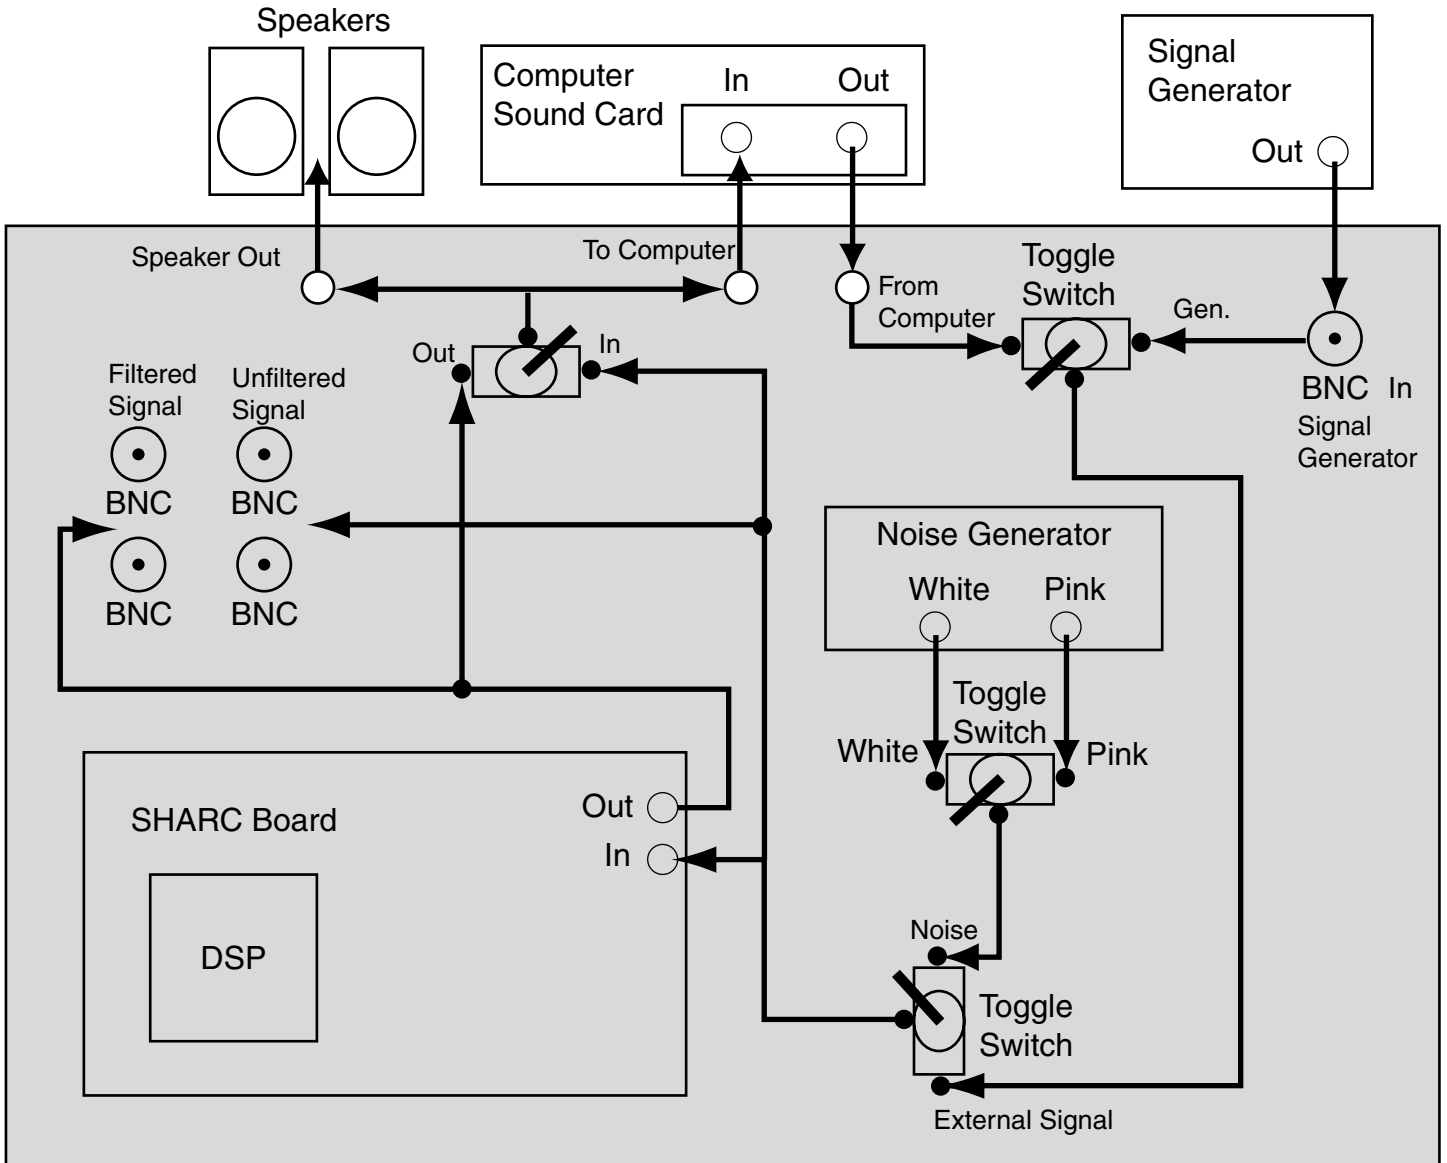 Speakers
Computer
Sound Card
In
Out
Signal
Generator
Out
Speaker Out
To Computer
From
Computer
Toggle
Switch
Gen.
BNC In
Signal
Generator
Out
In
Filtered
Signal
Unfiltered
Signal
BNC
BNC
BNC
BNC
Noise Generator
White
Pink
Toggle
Switch
White
Pink
SHARC Board
Out
In
DSP
Noise
Toggle
Switch
External Signal